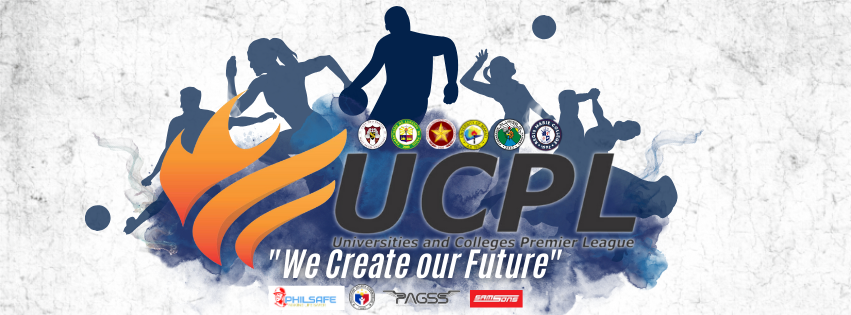 UCPL
Universities and Colleges Premier League
"We Create our Future"
PHILSAFE
PAGSS
SAMSONS